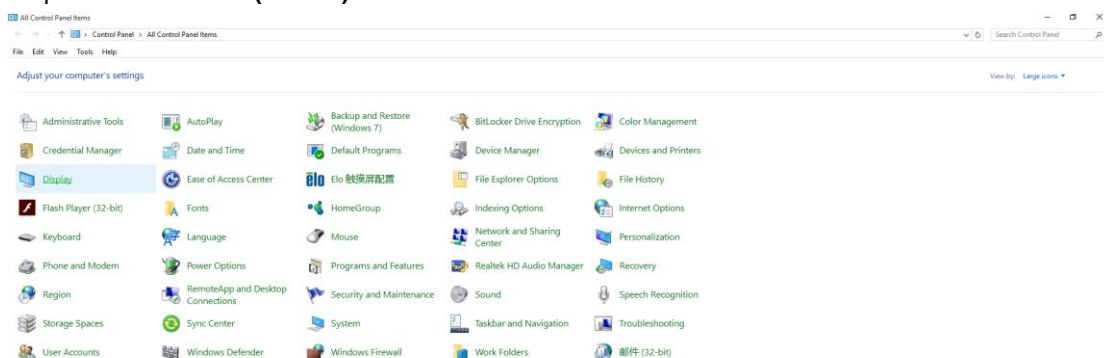 All Control Panel Items
Control Panel › All Control Panel Items
Search Control Panel
File Edit View Tools Help
Adjust your computer's settings
View by: Large icons
Administrative Tools
AutoPlay
Backup and Restore
(Windows 7)
BitLocker Drive Encryption
Color Management
Credential Manager
Date and Time
Default Programs
Device Manager
Devices and Printers
Display
Ease of Access Center
elo Elo 触摸屏配置
File Explorer Options
File History
Flash Player (32-bit)
Fonts
HomeGroup
Indexing Options
Internet Options
Keyboard
Language
Mouse
Network and Sharing
Center
Personalization
Phone and Modem
Power Options
Programs and Features
Realtek HD Audio Manager
Recovery
Region
RemoteApp and Desktop
Connections
Security and Maintenance
Sound
Speech Recognition
Storage Spaces
Sync Center
System
Taskbar and Navigation
Troubleshooting
User Accounts
Windows Defender
Windows Firewall
Work Folders
邮件 (32-bit)